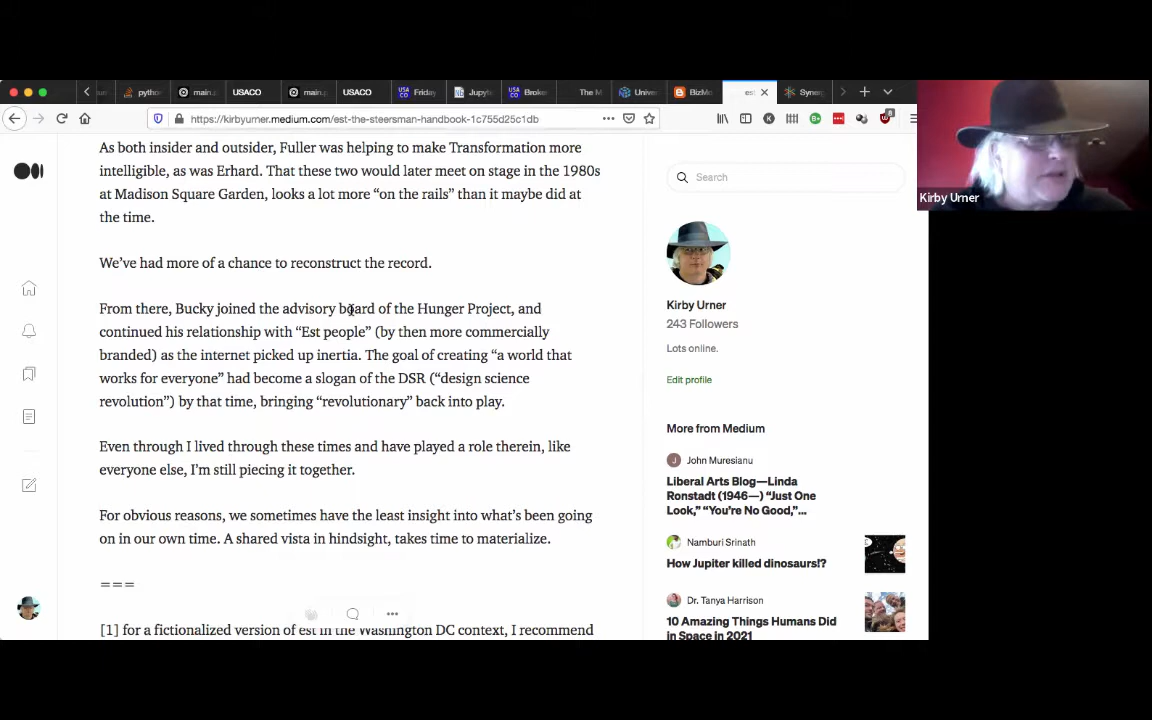 python
main.
USACO
main.p
USACO
Friday
Jupyt
Broke
The M
Univer
BizMo
est
Syner
https://kirbyurner.medium.com/est-the-steersman-handbook-1c755d25c1db
As both insider and outsider, Fuller was helping to make Transformation more
intelligible, as was Erhard. That these two would later meet on stage in the 1980s
at Madison Square Garden, looks a lot more “on the rails” than it maybe did at
the time.
We’ve had more of a chance to reconstruct the record.
From there, Bucky joined the advisory board of the Hunger Project, and
continued his relationship with “Est people” (by then more commercially
branded) as the internet picked up inertia. The goal of creating “a world that
works for everyone” had become a slogan of the DSR (“design science
revolution”) by that time, bringing “revolutionary” back into play.
Even through I lived through these times and have played a role therein, like
everyone else, I’m still piecing it together.
For obvious reasons, we sometimes have the least insight into what’s been going
on in our own time. A shared vista in hindsight, takes time to materialize.
===
[1] for a fictionalized version of est in the Washington DC context, I recommend
Search
Kirby Urner
243 Followers
Lots online.
Edit profile
More from Medium
John Muresianu
Liberal Arts Blog—Linda
Ronstadt (1946—) “Just One
Look,” “You’re No Good,”...
Namburi Srinath
How Jupiter killed dinosaurs!?
Dr. Tanya Harrison
10 Amazing Things Humans Did
in Space in 2021
Kirby Urner